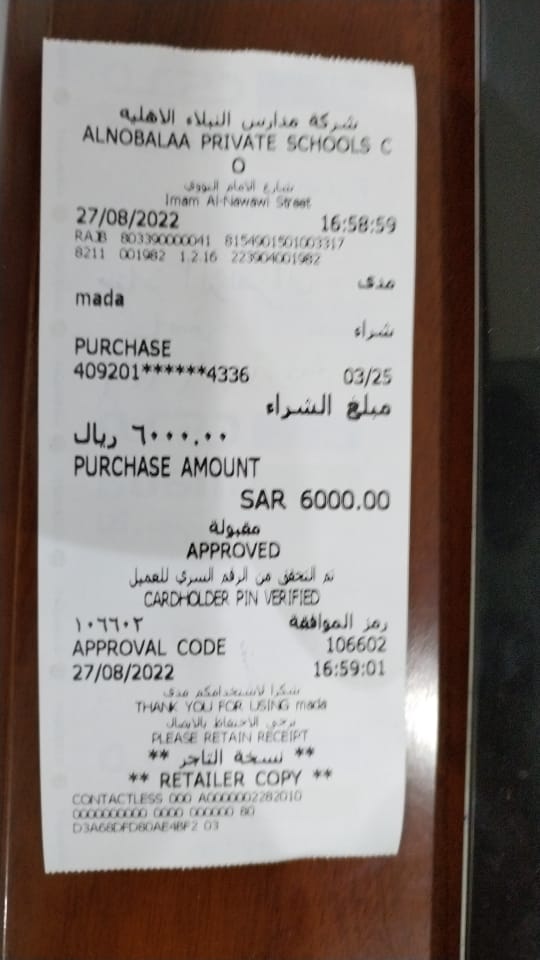 شركة مدارس النبلاء الاهلية
ALNOBALAA PRIVATE SCHOOLS C
O
شارع الامام النووي
Imam Al-Nawawi Street
27/08/2022 16:58:59
RAJB 803390000041 8154901501003317
8211 001982 1.2.16 223904001982
مدى
mada
شراء
PURCHASE
409201******4336 03/25
مبلغ الشراء
٦٠٠٠.٠٠ ريال
PURCHASE AMOUNT
SAR 6000.00
مقبولة
APPROVED
تم التحقق من الرقم السري للعميل
CARDHOLDER PIN VERIFIED
رمز الموافقة ١٠٦٦٠٢
APPROVAL CODE 106602
27/08/2022 16:59:01
شكرا لاستخدامكم مدى
THANK YOU FOR USING mada
يرجى الاحتفاظ بالايصال
PLEASE RETAIN RECEIPT
** نسخة التاجر **
** RETAILER COPY **
CONTACTLESS 000 A0000002282010
0000000000 0000 000000 80
D3A68DFD80AE4BF2 03